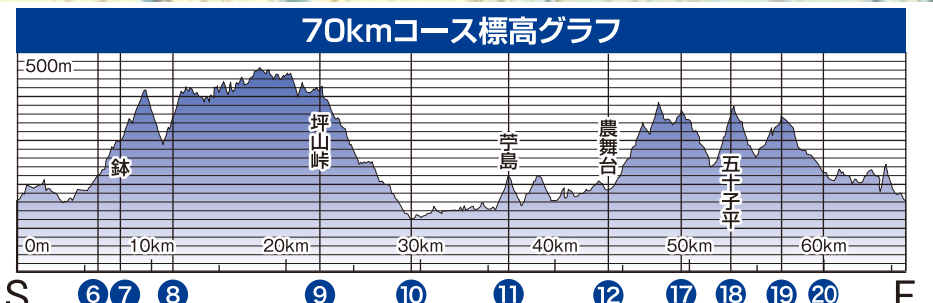 70kmコース標高グラフ
500m
鉢
坪山峠
苧島
農舞台
五十子平
0m 10km 20km 30km 40km 50km 60km
S 6 7 8 9 10 11 12 17 18 19 20 F